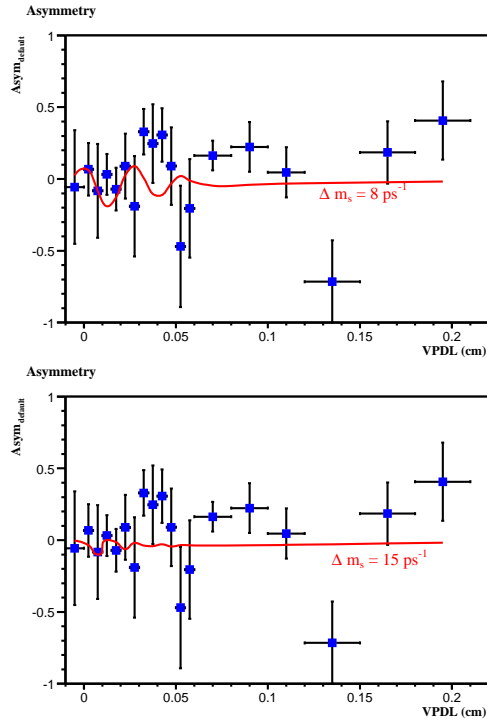 Asymmetry
Asym_default
1
0.5
0
-0.5
-1
Δ m_s = 8 ps^-1
0 0.05 0.1 0.15 0.2
VPDL (cm)
Asymmetry
Asym_default
1
0.5
0
-0.5
-1
Δ m_s = 15 ps^-1
0 0.05 0.1 0.15 0.2
VPDL (cm)